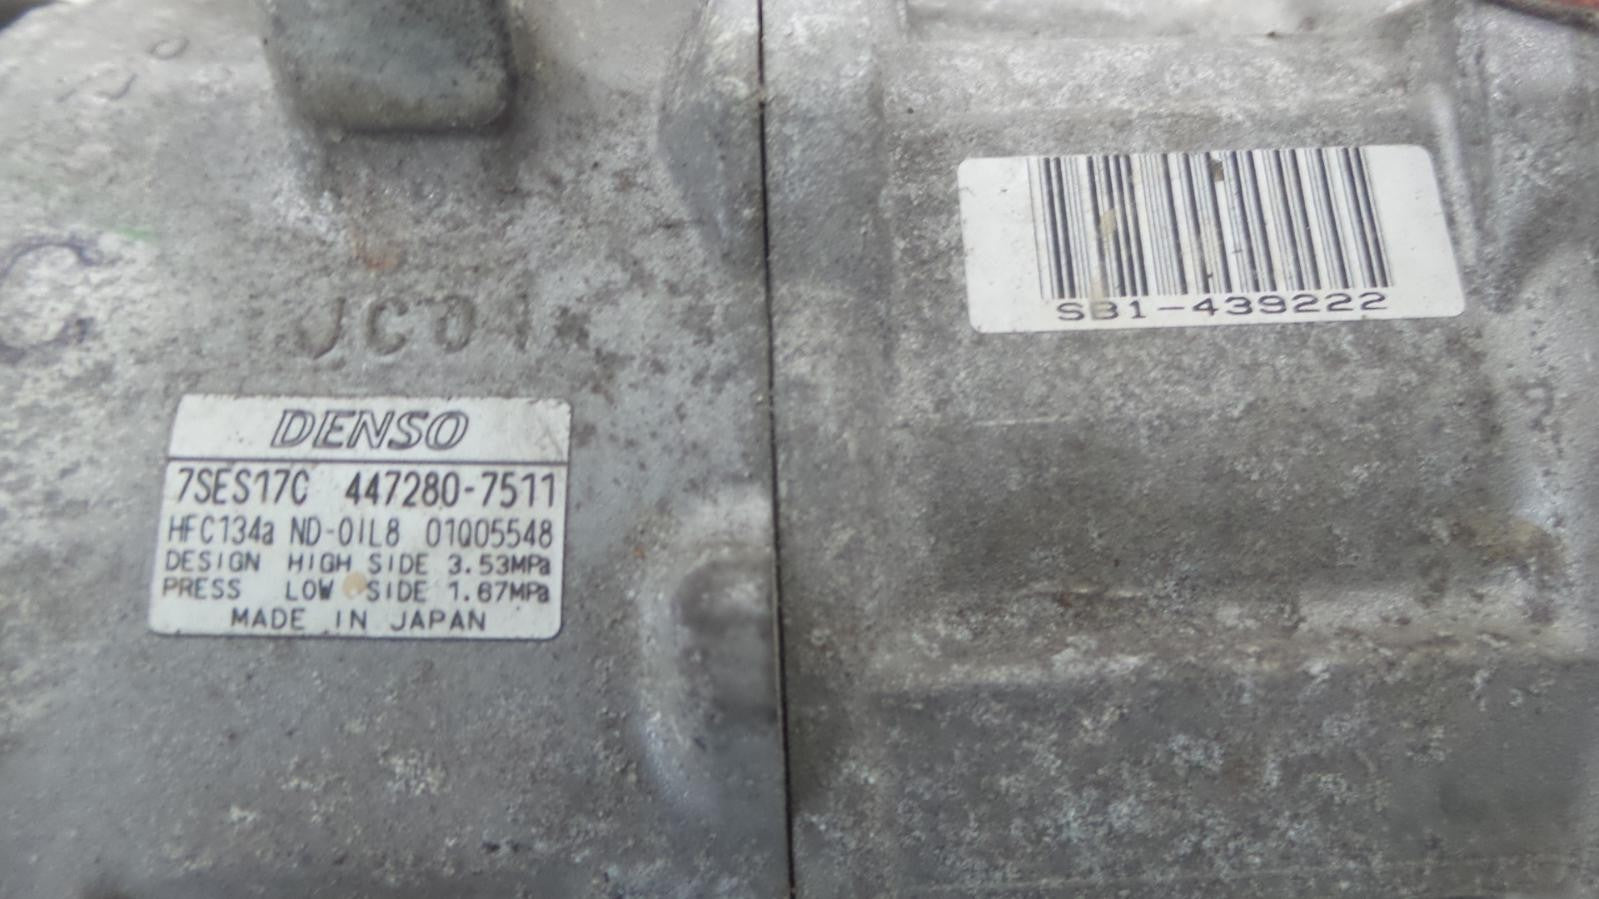 JC04
SB1-439222
DENSO
7SES17C 447280-7511
HFC134a ND-OIL8 01Q05548
DESIGN HIGH SIDE 3.53MPa
PRESS LOW SIDE 1.67MPa
MADE IN JAPAN